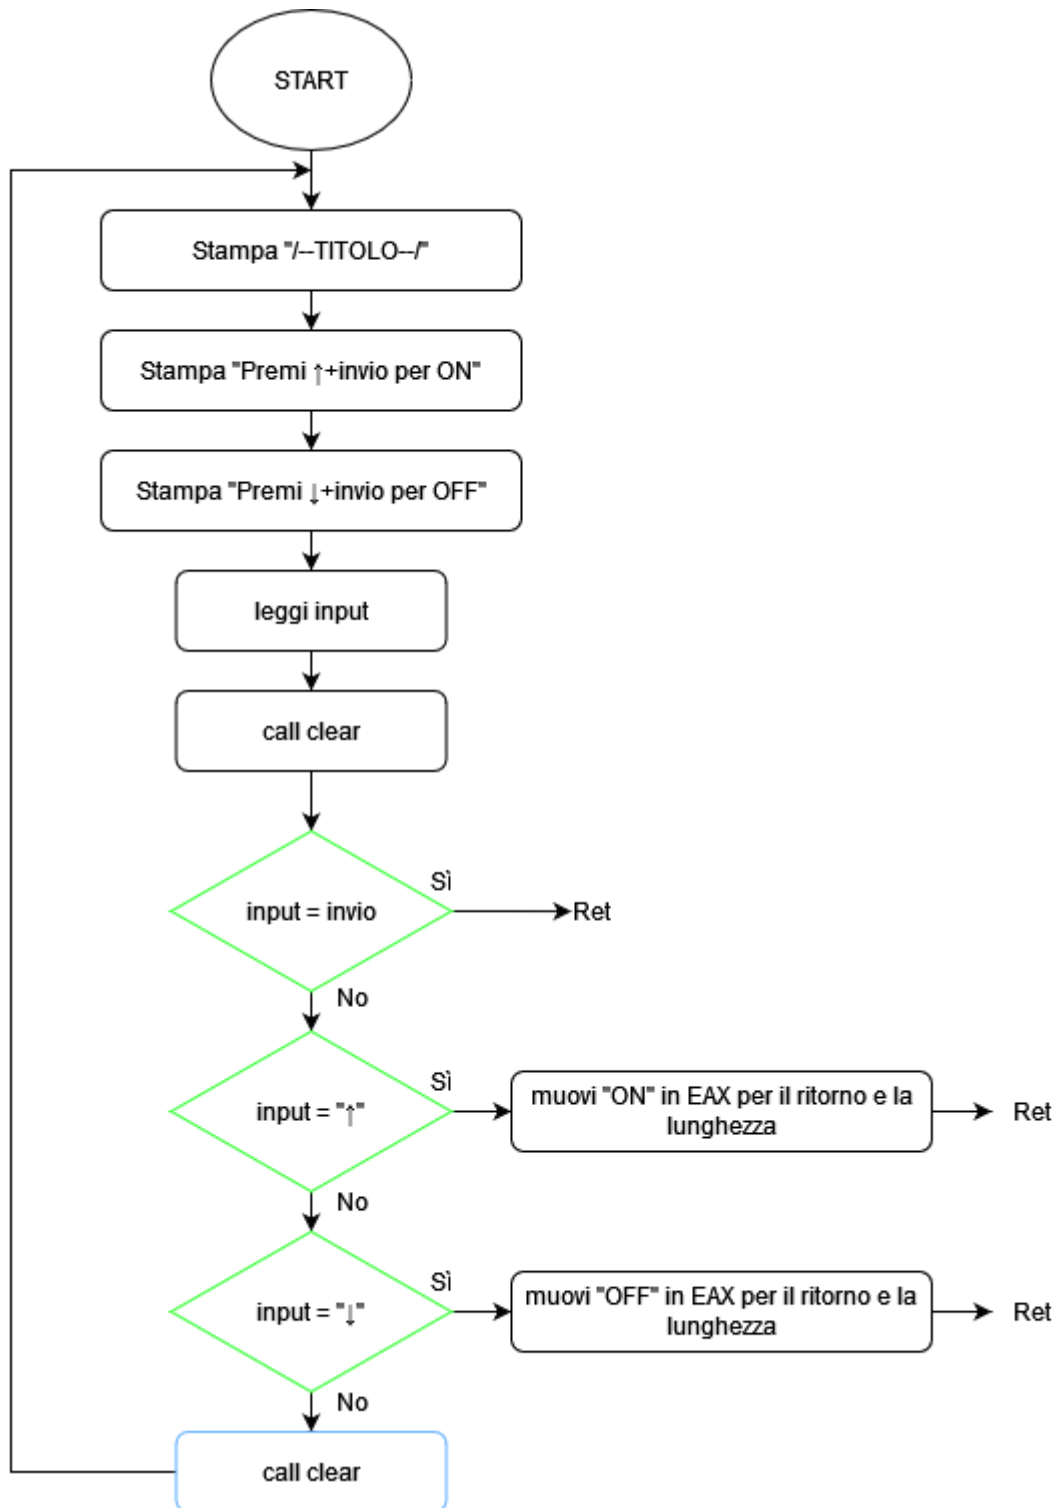 START
Stampa "/--TITOLO--/"
Stampa "Premi ↑+invio per ON"
Stampa "Premi ↓+invio per OFF"
leggi input
call clear
input = invio
Sì
Ret
No
input = "↑"
Sì
muovi "ON" in EAX per il ritorno e la
lunghezza
Ret
No
input = "↓"
Sì
muovi "OFF" in EAX per il ritorno e la
lunghezza
Ret
No
call clear